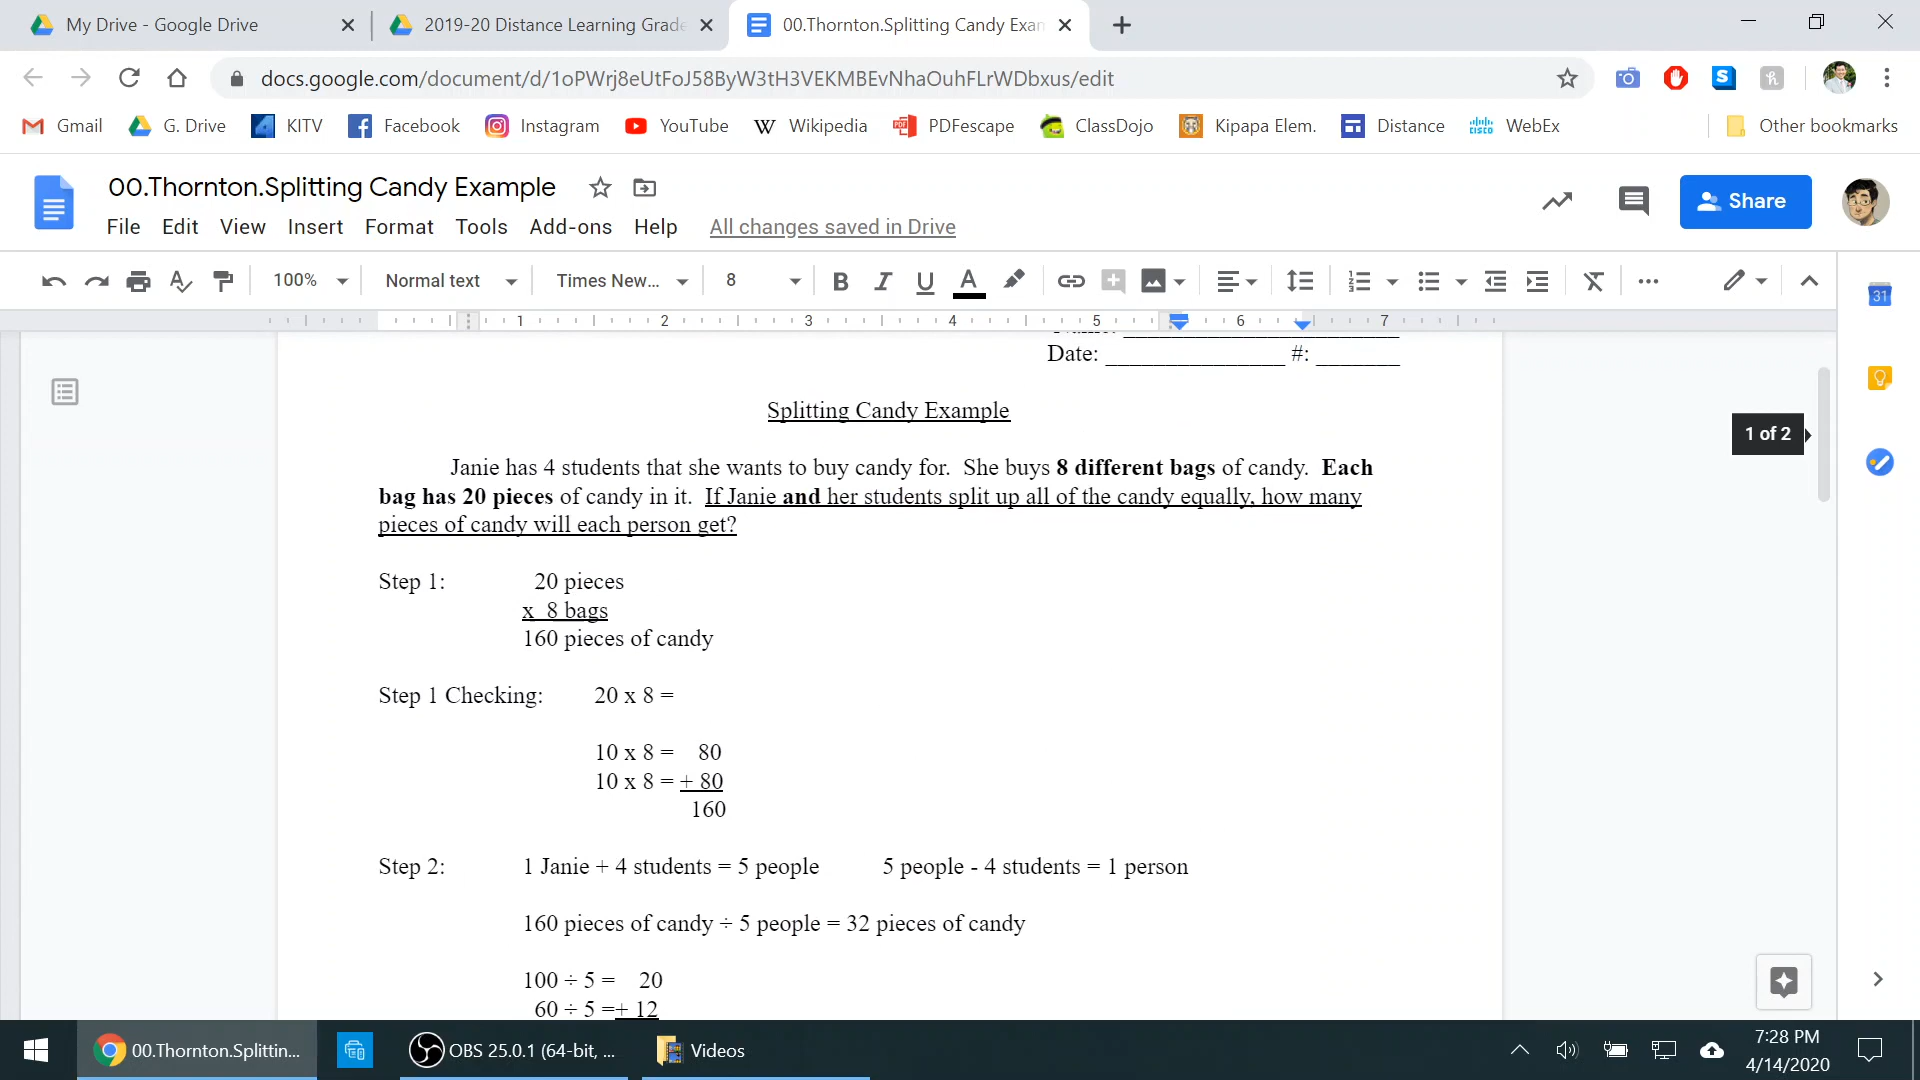 My Drive - Google Drive
2019-20 Distance Learning Grade
00.Thornton.Splitting Candy Exam
docs.google.com/document/d/1oPWrj8eUtFoJ58ByW3tH3VEKMBEvNhaOuhFLrWDbxus/edit
Gmail G. Drive KITV Facebook Instagram YouTube Wikipedia PDFescape ClassDojo Kipapa Elem. Distance WebEx Other bookmarks
00.Thornton.Splitting Candy Example
Share
File Edit View Insert Format Tools Add-ons Help All changes saved in Drive
100% Normal text Times New... 8
1 2 3 4 5 6 7
Date: _______________ #: _______
Splitting Candy Example
1 of 2
Janie has 4 students that she wants to buy candy for. She buys 8 different bags of candy. Each
bag has 20 pieces of candy in it. If Janie and her students split up all of the candy equally, how many
pieces of candy will each person get?
Step 1: 20 pieces
x 8 bags
160 pieces of candy
Step 1 Checking: 20 x 8 =
10 x 8 = 80
10 x 8 = + 80
160
Step 2: 1 Janie + 4 students = 5 people 5 people - 4 students = 1 person
160 pieces of candy ÷ 5 people = 32 pieces of candy
100 ÷ 5 = 20
60 ÷ 5 =+ 12
00.Thornton.Splittin...
OBS 25.0.1 (64-bit, ...
Videos
7:28 PM
4/14/2020